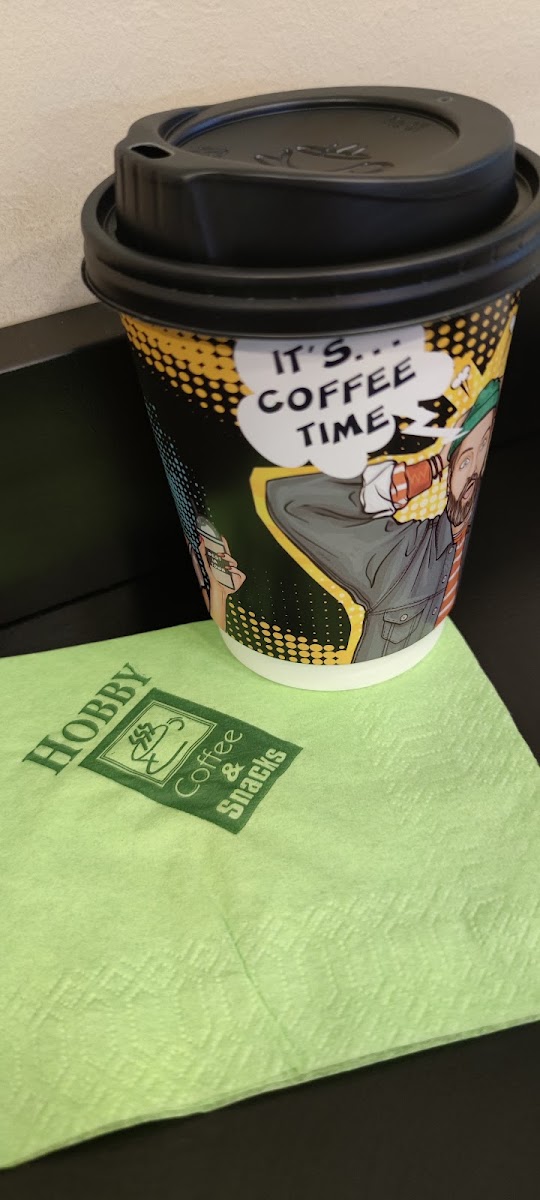 IT'S...
COFFEE
TIME
HOBBY
Coffee
&
Snacks